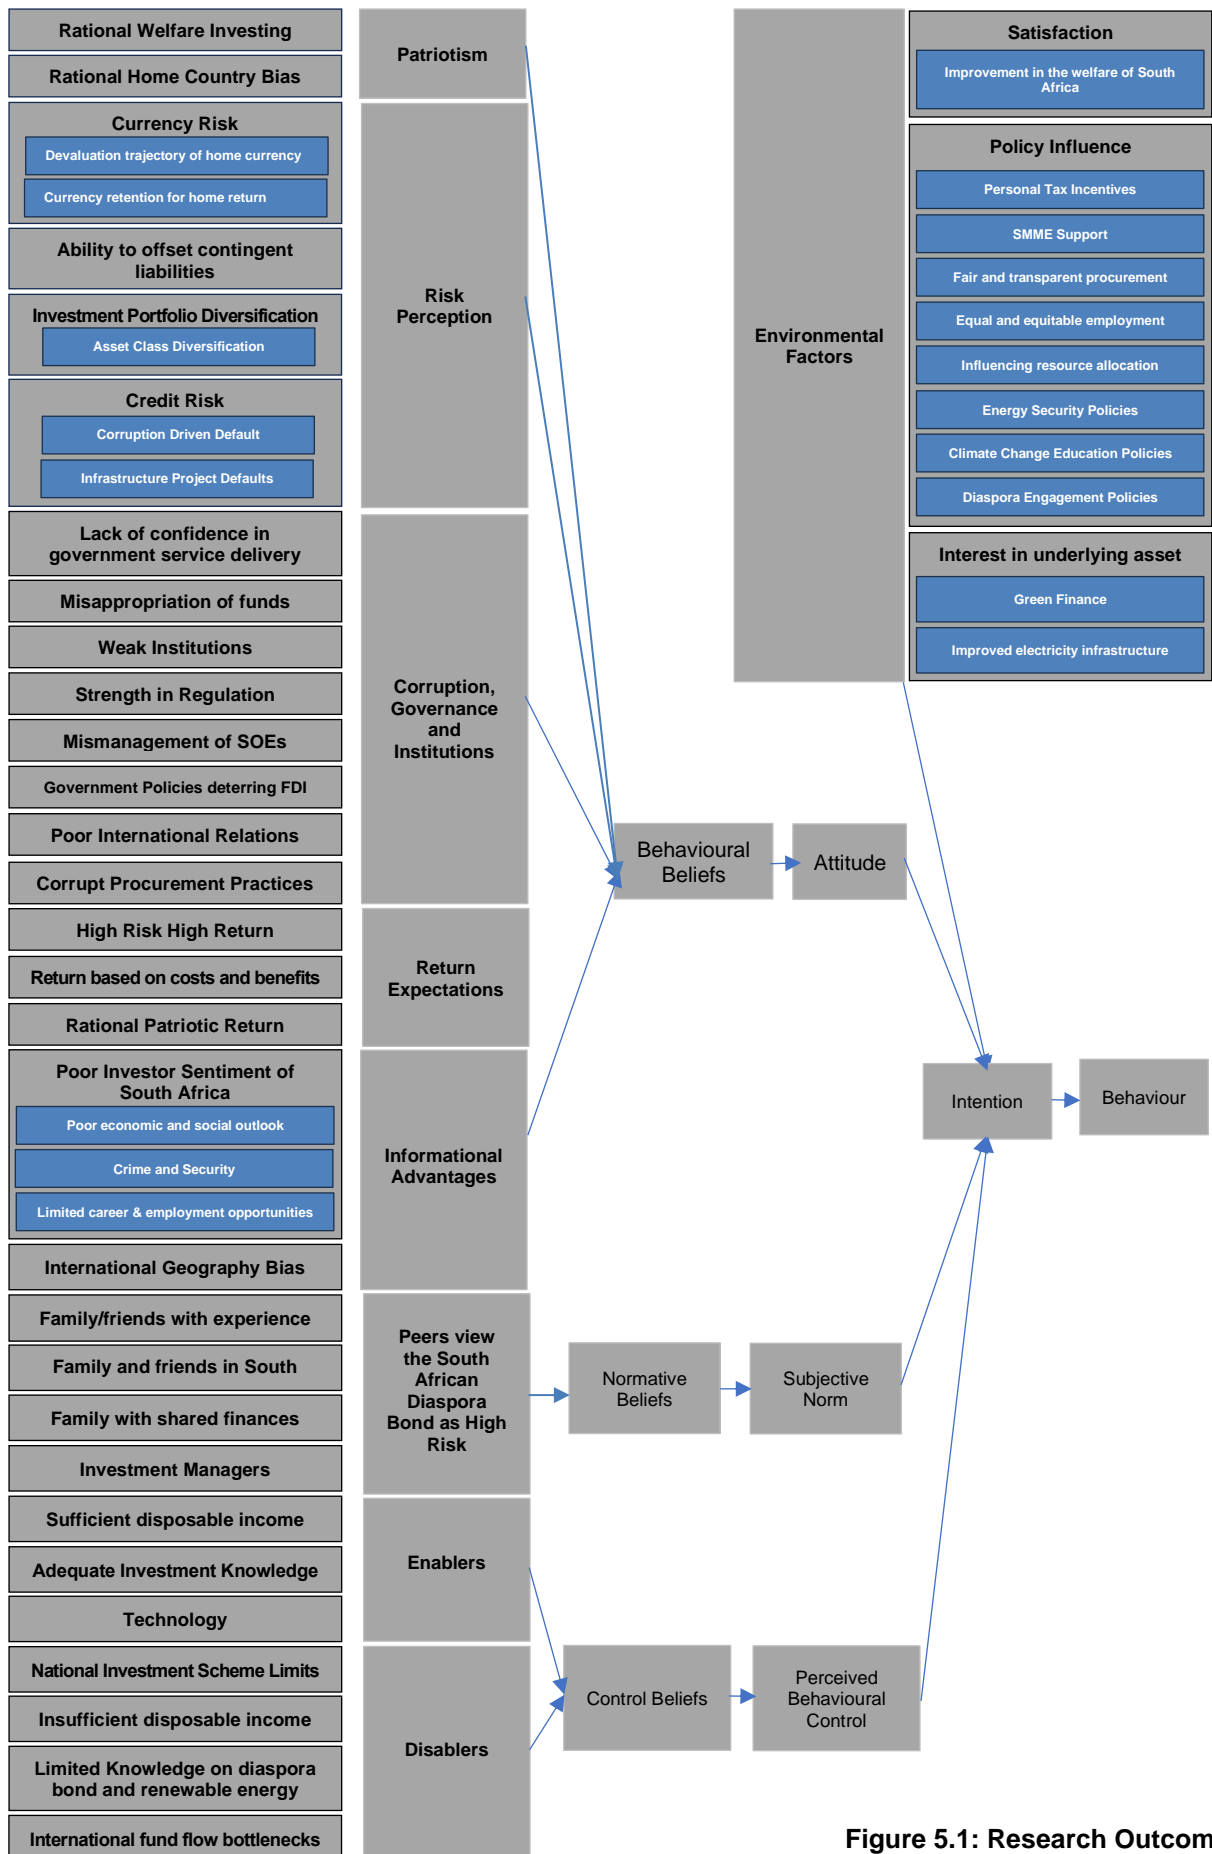 Rational Welfare Investing
Rational Home Country Bias
Currency Risk
Devaluation trajectory of home currency
Currency retention for home return
Ability to offset contingent
liabilities
Investment Portfolio Diversification
Asset Class Diversification
Credit Risk
Corruption Driven Default
Infrastructure Project Defaults
Lack of confidence in
government service delivery
Misappropriation of funds
Weak Institutions
Strength in Regulation
Mismanagement of SOEs
Government Policies deterring FDI
Poor International Relations
Corrupt Procurement Practices
High Risk High Return
Return based on costs and benefits
Rational Patriotic Return
Poor Investor Sentiment of
South Africa
Poor economic and social outlook
Crime and Security
Limited career & employment opportunities
International Geography Bias
Family/friends with experience
Family and friends in South
Family with shared finances
Investment Managers
Sufficient disposable income
Adequate Investment Knowledge
Technology
National Investment Scheme Limits
Insufficient disposable income
Limited Knowledge on diaspora
bond and renewable energy
International fund flow bottlenecks
Patriotism
Risk
Perception
Corruption,
Governance
and
Institutions
Return
Expectations
Informational
Advantages
Peers view
the South
African
Diaspora
Bond as High
Risk
Enablers
Disablers
Behavioural
Beliefs
Attitude
Normative
Beliefs
Subjective
Norm
Control Beliefs
Perceived
Behavioural
Control
Environmental
Factors
Satisfaction
Improvement in the welfare of South
Africa
Policy Influence
Personal Tax Incentives
SMME Support
Fair and transparent procurement
Equal and equitable employment
Influencing resource allocation
Energy Security Policies
Climate Change Education Policies
Diaspora Engagement Policies
Interest in underlying asset
Green Finance
Improved electricity infrastructure
Intention
Behaviour
Figure 5.1: Research Outcom